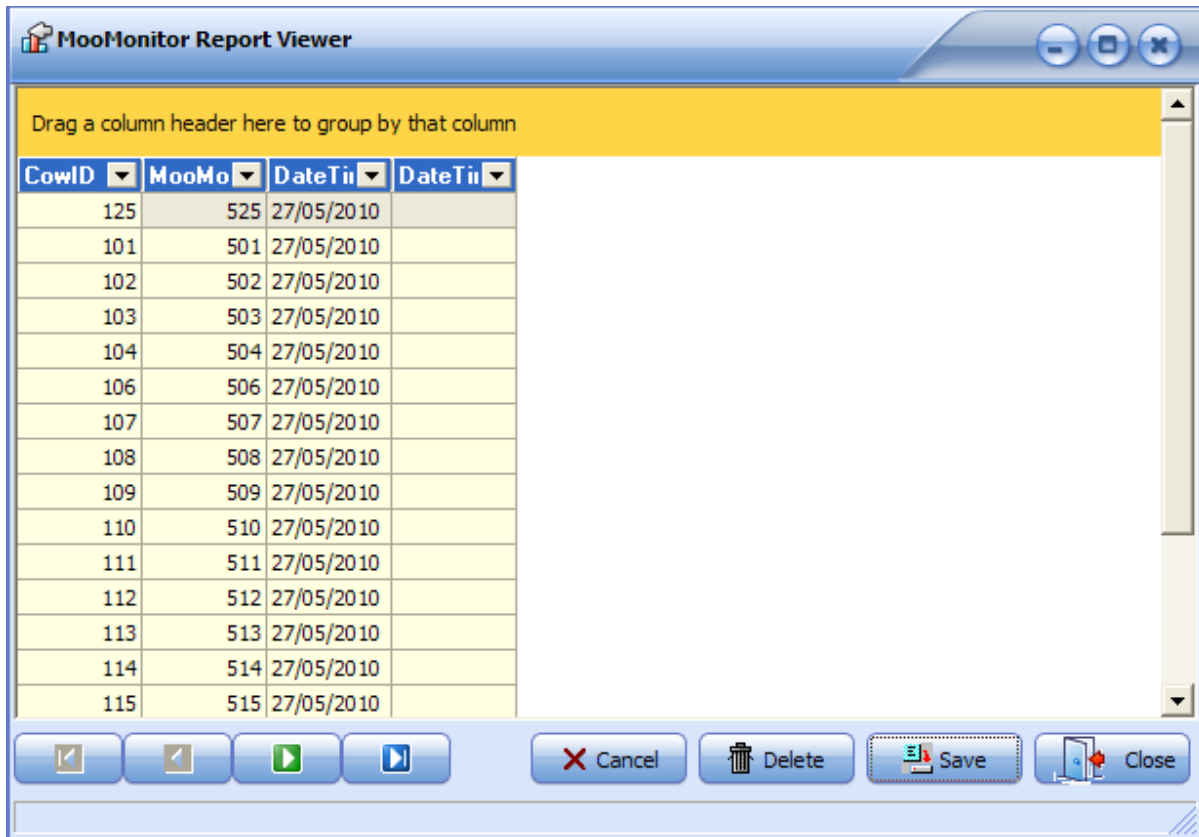 MooMonitor Report Viewer
Drag a column header here to group by that column
CowID MooMo DateTii DateTii
125 525 27/05/2010
101 501 27/05/2010
102 502 27/05/2010
103 503 27/05/2010
104 504 27/05/2010
106 506 27/05/2010
107 507 27/05/2010
108 508 27/05/2010
109 509 27/05/2010
110 510 27/05/2010
111 511 27/05/2010
112 512 27/05/2010
113 513 27/05/2010
114 514 27/05/2010
115 515 27/05/2010
Cancel Delete Save Close